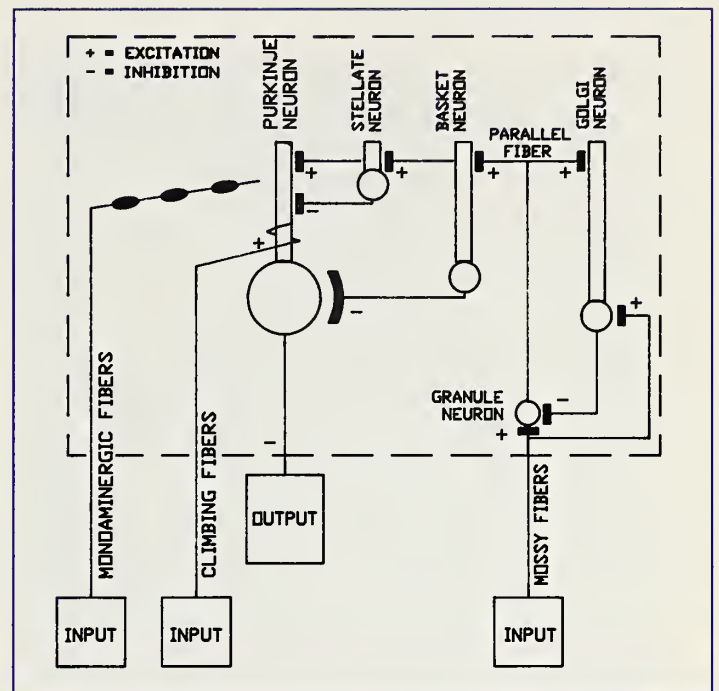 + = EXCITATION
- = INHIBITION
PURKINJE
NEURON
STELLATE
NEURON
BASKET
NEURON
PARALLEL
FIBER
GOLGI
NEURON
+
+
+
+
-
+
-
+
GRANULE
NEURON
-
+
-
MONOAMINERGIC FIBERS
CLIMBING FIBERS
OUTPUT
MOSSY FIBERS
INPUT
INPUT
INPUT